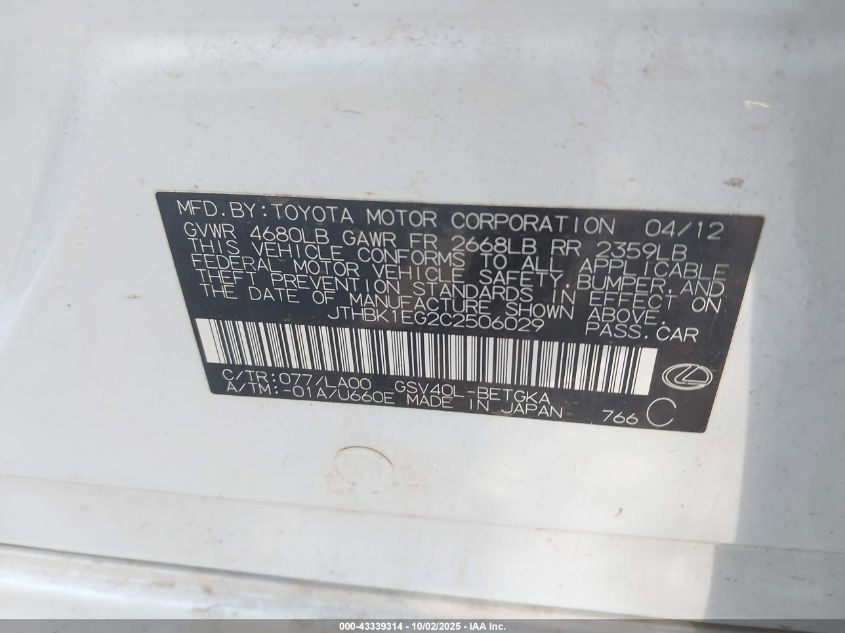 MFD. BY: TOYOTA MOTOR CORPORATION 04/12
GVWR 4680LB GAWR FR 2668LB RR 2359LB
THIS VEHICLE CONFORMS TO ALL APPLICABLE
FEDERAL MOTOR VEHICLE SAFETY, BUMPER, AND
THEFT PREVENTION STANDARDS IN EFFECT ON
THE DATE OF MANUFACTURE SHOWN ABOVE.
JTHBK1EG2C2506029 PASS. CAR
C/TR: 077/LA00 GSV40L-BETGKA
A/TM: -01A/U660E MADE IN JAPAN 766 C
000-43339314 - 10/02/2025 - IAA Inc.